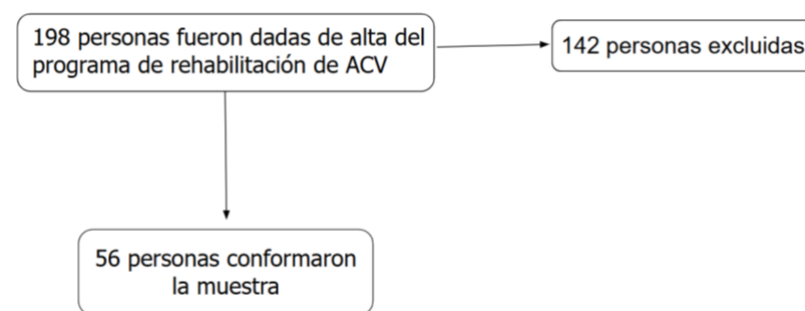 198 personas fueron dadas de alta del
programa de rehabilitación de ACV
142 personas excluidas
56 personas conformaron
la muestra